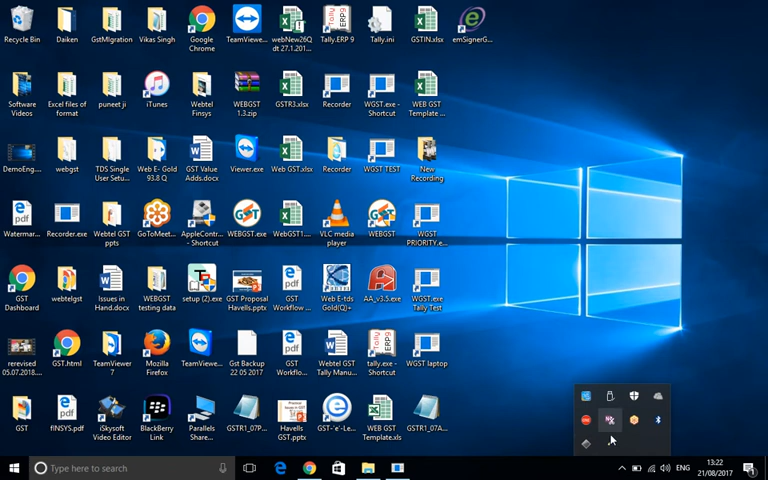 Recycle Bin
Daiken
GstMIgration
Vikas Singh
Google
Chrome
TeamViewe...
webNew26Q
dt 27.1.201...
Tally.ERP 9
Tally.ini
GSTIN.xlsx
emSignerG...
Software
Videos
Excel files of
format
puneet ji
iTunes
Webtel
Finsys
WEBGST
1.3.zip
GSTR3.xlsx
Recorder
WGST.exe -
Shortcut
WEB GST
Template ...
DemoEng...
webgst
TDS Single
User Setu...
Web E- Gold
93.8 Q
GST Value
Adds.docx
Viewer.exe
Web GST.xlsx
Recorder
WGST TEST
New
Recording
Watermar...
Recorder.exe
Webtel GST
ppts
GoToMeet...
AppleContr...
- Shortcut
WEBGST.exe
WebGST1....
VLC media
player
WEBGST
WGST
PRIORITY.e...
GST
Dashboard
webtelgst
Issues in
Hand.docx
WEBGST
testing data
setup (2).exe
GST Proposal
Havells.pptx
GST
Workflow ...
Web E-tds
Gold(Q)+
AA_v3.5.exe
WGST.exe
Tally Test
rerevised
05.07.2018....
GST.html
TeamViewer
7
Mozilla
Firefox
TeamViewe...
Gst Backup
22 05 2017
GST
Workflo...
Webtel GST
Tally Manu...
tally.exe -
Shortcut
WGST laptop
GST
fINSYS.pdf
iSkysoft
Video Editor
BlackBerry
Link
Parallels
Share...
GSTR1_07P...
Havells
GST.pptx
GST-'e'-Le...
WEB GST
Template.xls
GSTR1_07A...
Type here to search
ENG
13:22
21/08/2017